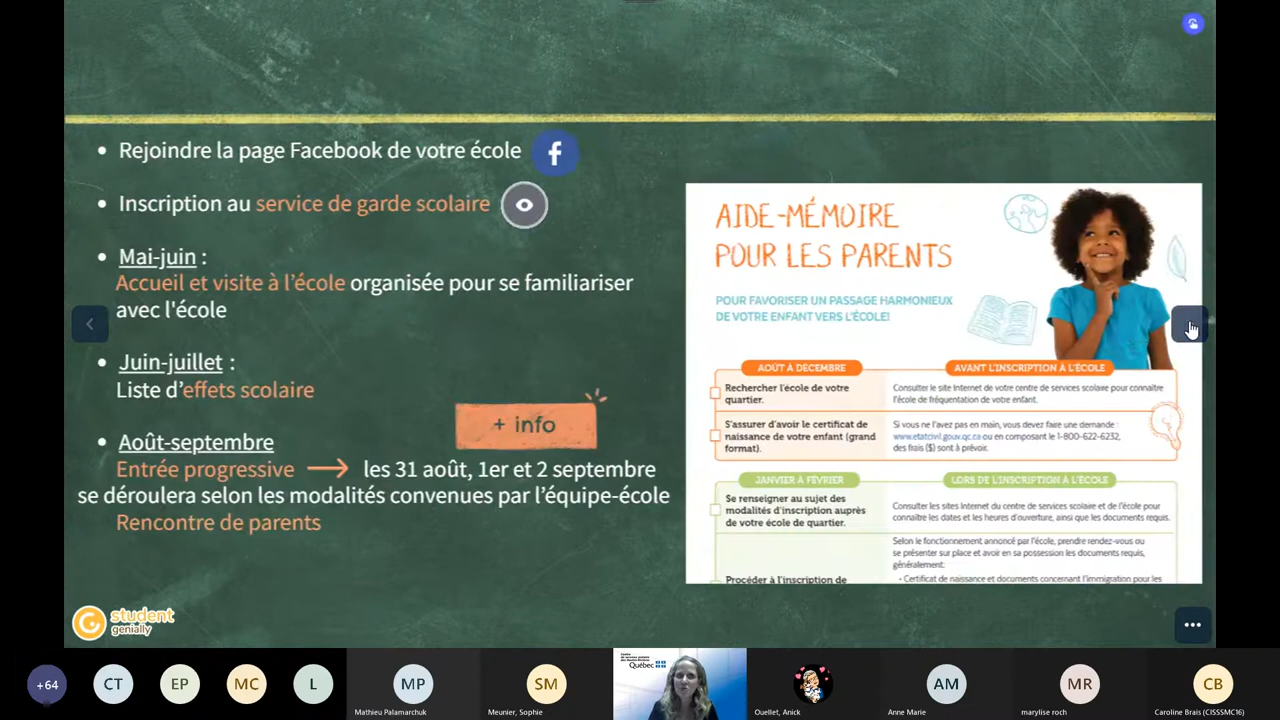 Rejoindre la page Facebook de votre école
Inscription au service de garde scolaire
Mai-juin :
Accueil et visite à l'école organisée pour se familiariser
avec l'école
Juin-juillet :
Liste d'effets scolaire
+ info
Août-septembre
Entrée progressive → les 31 août, 1er et 2 septembre
se déroulera selon les modalités convenues par l'équipe-école
Rencontre de parents
AIDE-MÉMOIRE
POUR LES PARENTS
POUR FAVORISER UN PASSAGE HARMONIEUX
DE VOTRE ENFANT VERS L'ÉCOLE!
AOÛT À DÉCEMBRE
AVANT L'INSCRIPTION À L'ÉCOLE
Rechercher l'école de votre
quartier.
Consulter le site Internet de votre centre de services scolaire pour connaître
l'école de fréquentation de votre enfant.
S'assurer d'avoir le certificat de
naissance de votre enfant (grand
format).
Si vous ne l'avez pas en main, vous devez faire une demande :
www.etatcivil.gouv.qc.ca ou en composant le 1-800-622-6232,
des frais ($) sont à prévoir.
JANVIER À FÉVRIER
LORS DE L'INSCRIPTION À L'ÉCOLE
Se renseigner au sujet des
modalités d'inscription auprès
de votre école de quartier.
Consulter les sites Internet du centre de services scolaire et de l'école pour
connaître les dates et les heures d'ouverture, ainsi que les documents requis.
Procéder à l'inscription de
Selon le fonctionnement annoncé par l'école, prendre rendez-vous ou
se présenter sur place et avoir en sa possession les documents requis,
généralement:
• Certificat de naissance et documents concernant l'immigration pour les
student
genially
+64
CT
EP
MC
L
MP
Mathieu Palamarchuk
SM
Meunier, Sophie
Québec
Ouellet, Anick
AM
Anne Marie
MR
marylise roch
CB
Caroline Brais (CISSSMC16)